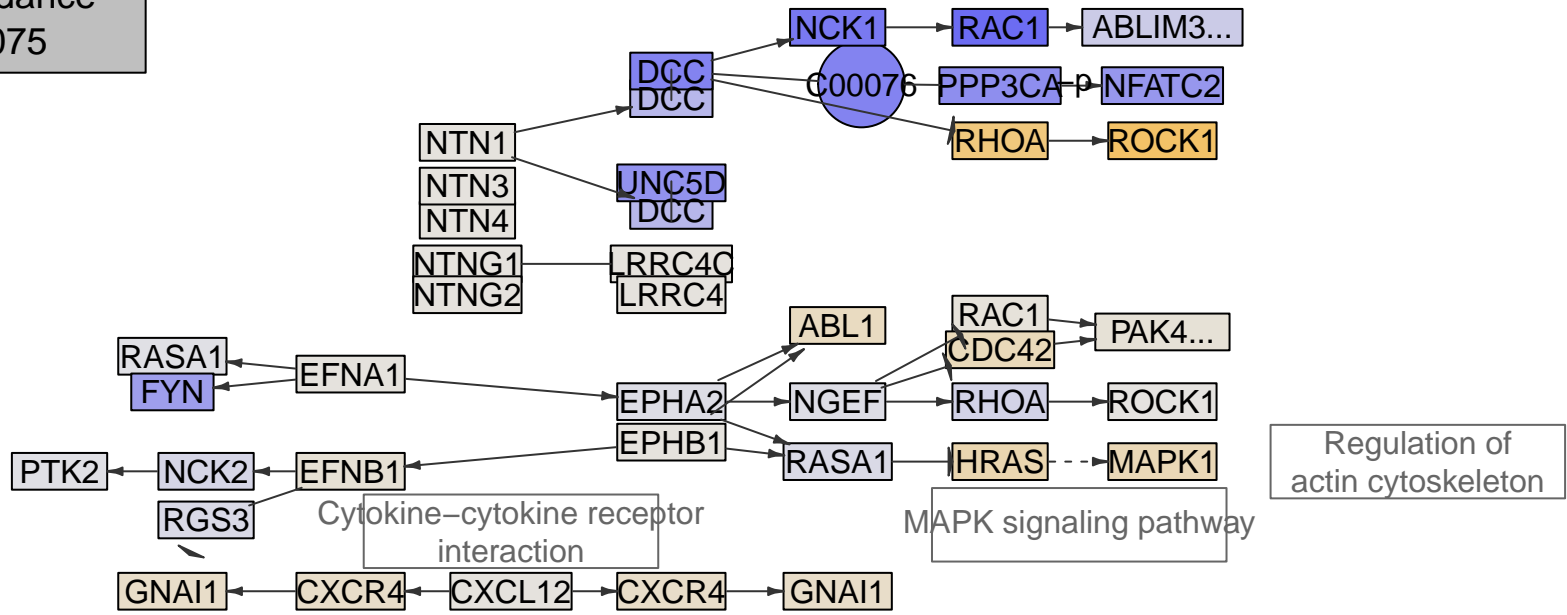 075
NCK1
RAC1
ABLIM3...
DCC
DCC
C00076
PPP3CA
+p
NFATC2
NTN1
RHOA
ROCK1
NTN3
NTN4
UNC5D
DCC
NTNG1
NTNG2
LRRC4C
LRRC4
ABL1
RAC1
CDC42
PAK4...
RASA1
FYN
EFNA1
EPHA2
NGEF
RHOA
ROCK1
EPHB1
PTK2
NCK2
EFNB1
RASA1
HRAS
MAPK1
Regulation of
actin cytoskeleton
RGS3
Cytokine−cytokine receptor
interaction
MAPK signaling pathway
GNAI1
CXCR4
CXCL12
CXCR4
GNAI1